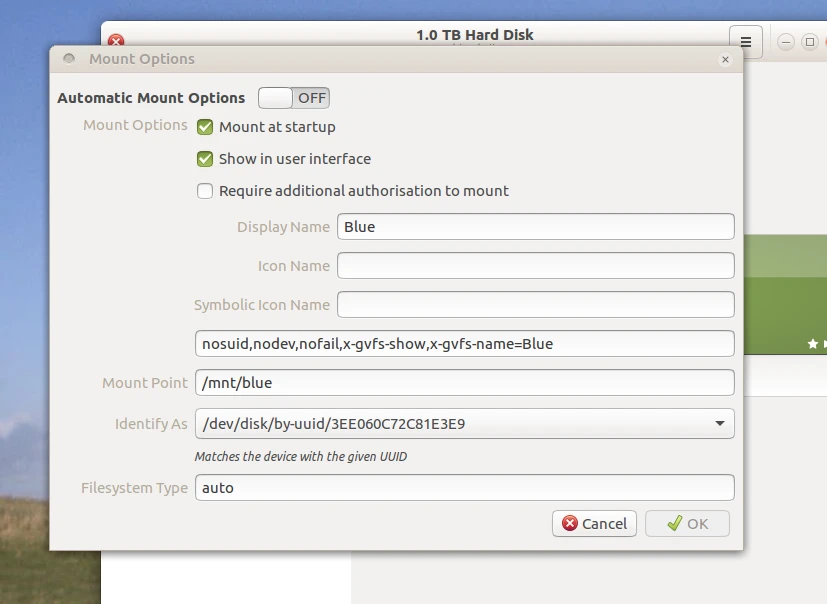 1.0 TB Hard Disk
Mount Options
Automatic Mount Options OFF
Mount Options Mount at startup
Show in user interface
Require additional authorisation to mount
Display Name Blue
Icon Name
Symbolic Icon Name
nosuid,nodev,nofail,x-gvfs-show,x-gvfs-name=Blue
Mount Point /mnt/blue
Identify As /dev/disk/by-uuid/3EE060C72C81E3E9
Matches the device with the given UUID
Filesystem Type auto
Cancel OK